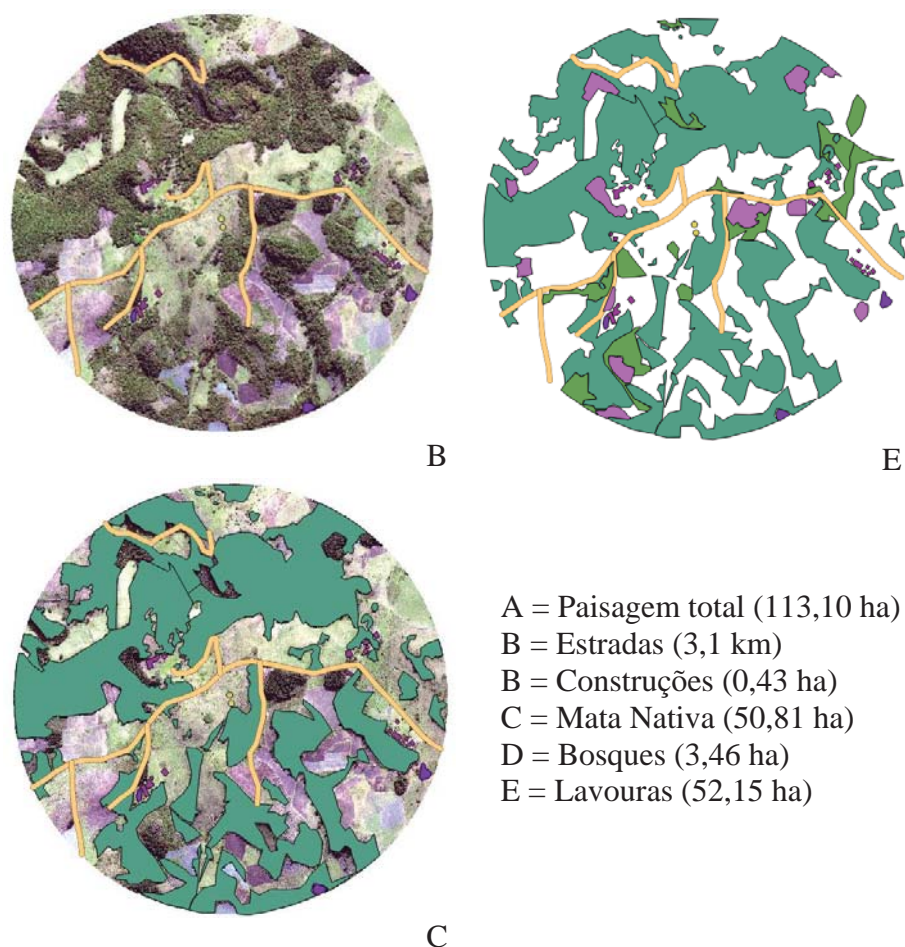 B
E
C
A = Paisagem total (113,10 ha)
B = Estradas (3,1 km)
B = Construções (0,43 ha)
C = Mata Nativa (50,81 ha)
D = Bosques (3,46 ha)
E = Lavouras (52,15 ha)